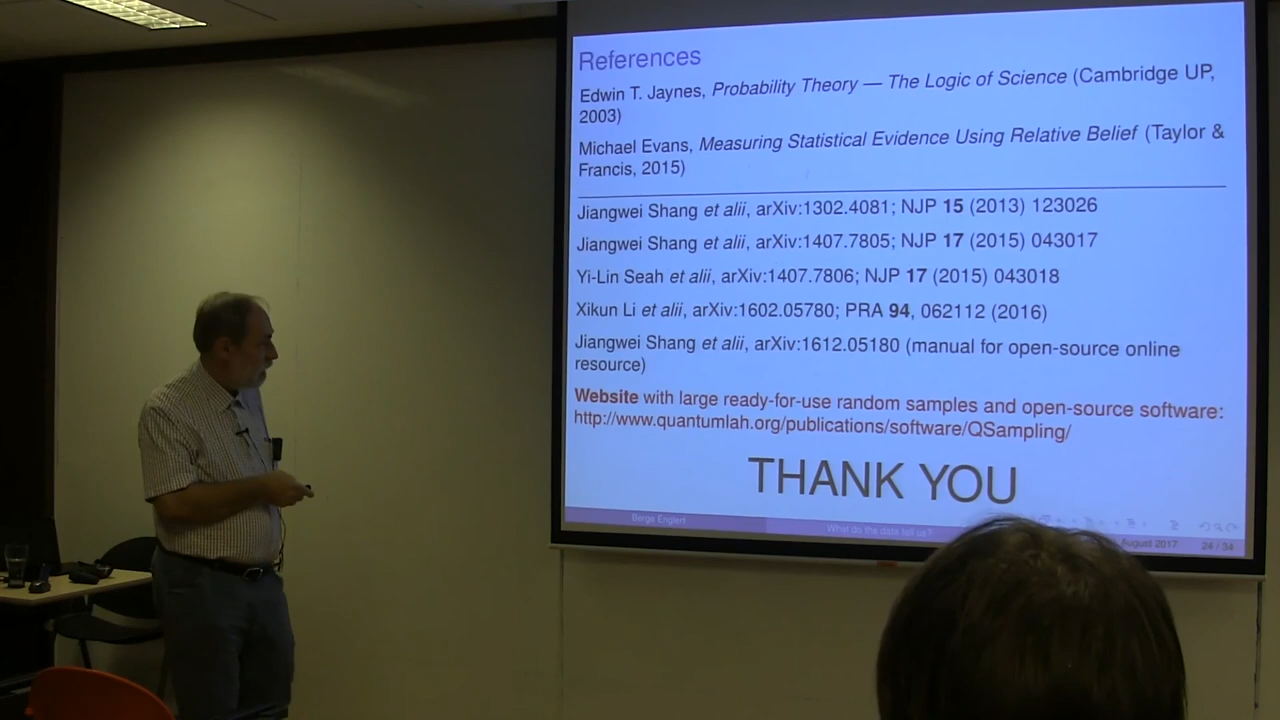 References
Edwin T. Jaynes, Probability Theory — The Logic of Science (Cambridge UP,
2003)
Michael Evans, Measuring Statistical Evidence Using Relative Belief (Taylor &
Francis, 2015)
Jiangwei Shang et alii, arXiv:1302.4081; NJP 15 (2013) 123026
Jiangwei Shang et alii, arXiv:1407.7805; NJP 17 (2015) 043017
Yi-Lin Seah et alii, arXiv:1407.7806; NJP 17 (2015) 043018
Xikun Li et alii, arXiv:1602.05780; PRA 94, 062112 (2016)
Jiangwei Shang et alii, arXiv:1612.05180 (manual for open-source online
resource)
Website with large ready-for-use random samples and open-source software:
http://www.quantumlah.org/publications/software/QSampling/
THANK YOU
Berge Englert What do the data tell us? August 2017 24 / 34